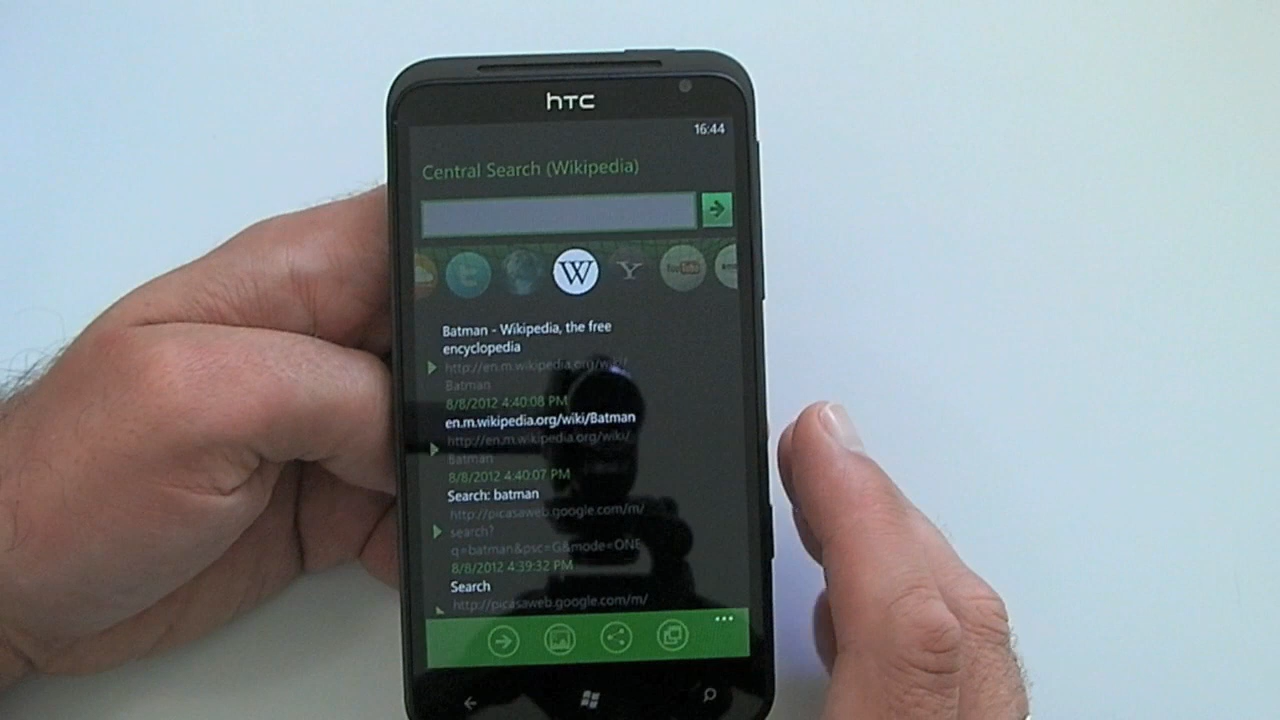 hTC
16:44
Central Search (Wikipedia)
W Y You Tube
Batman - Wikipedia, the free
encyclopedia
http://en.m.wikipedia.org/wiki/
Batman
8/8/2012 4:40:08 PM
en.m.wikipedia.org/wiki/Batman
http://en.m.wikipedia.org/wiki/
Batman
8/8/2012 4:40:07 PM
Search: batman
http://picasaweb.google.com/m/
search?
q=batman&psc=G&mode=ONE
8/8/2012 4:39:32 PM
Search
http://picasaweb.google.com/m/